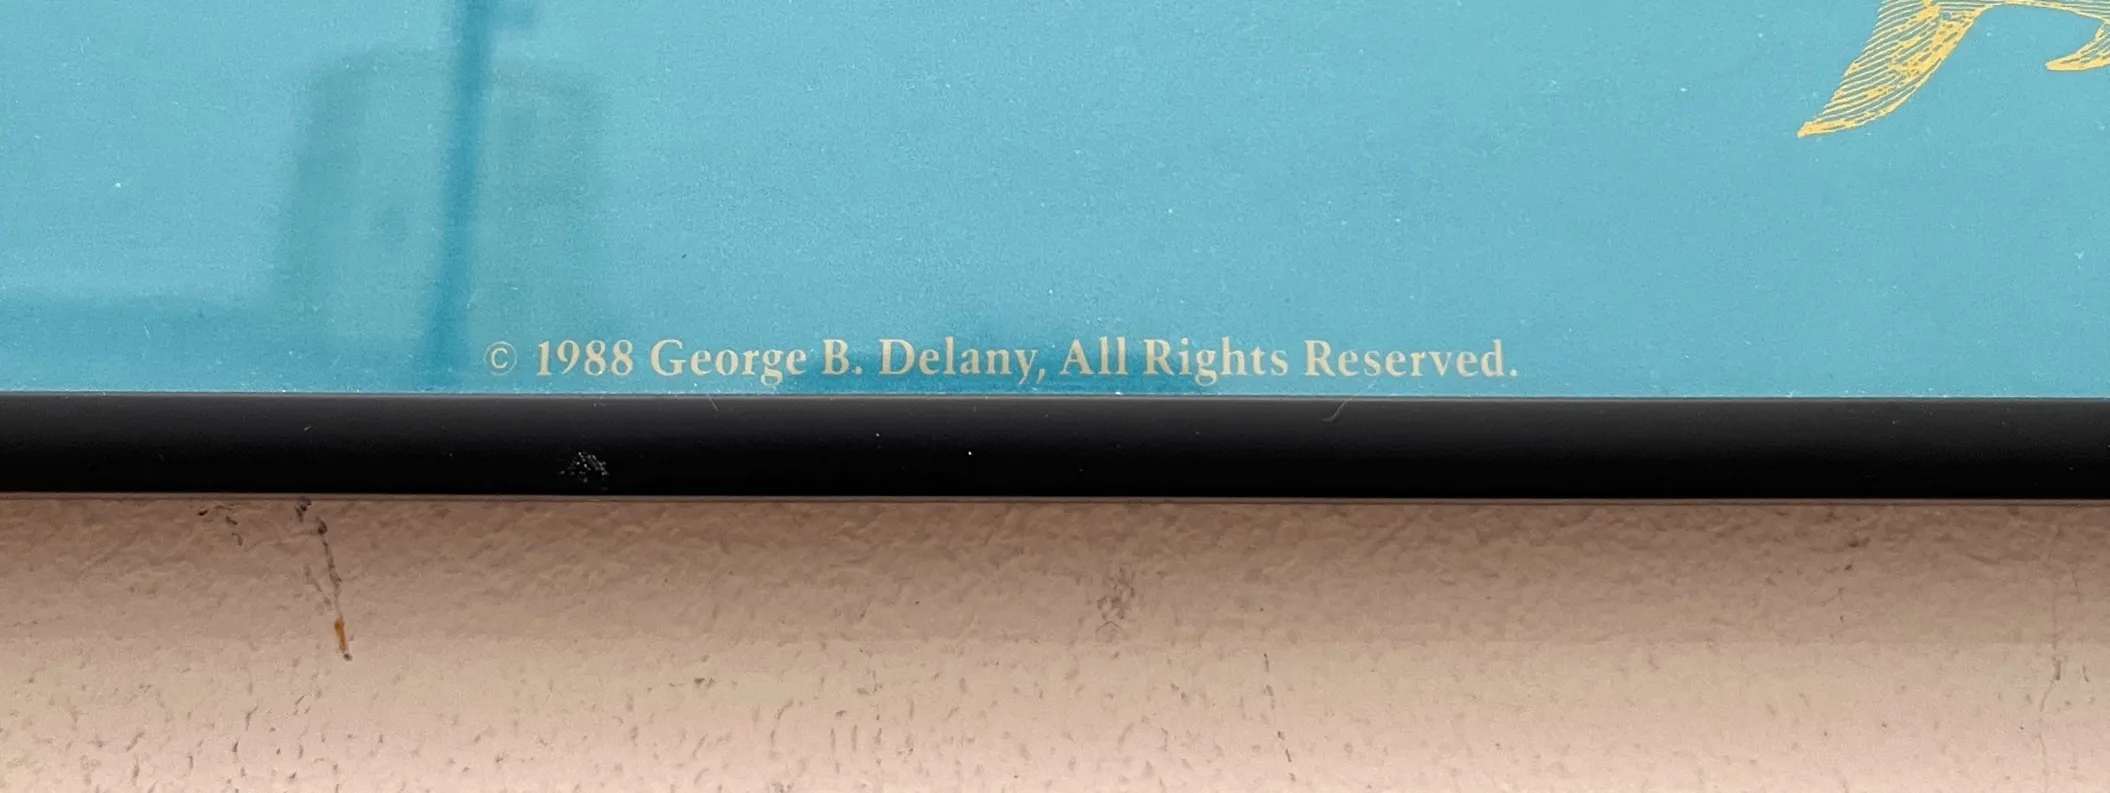 © 1988 George B. Delany, All Rights Reserved.